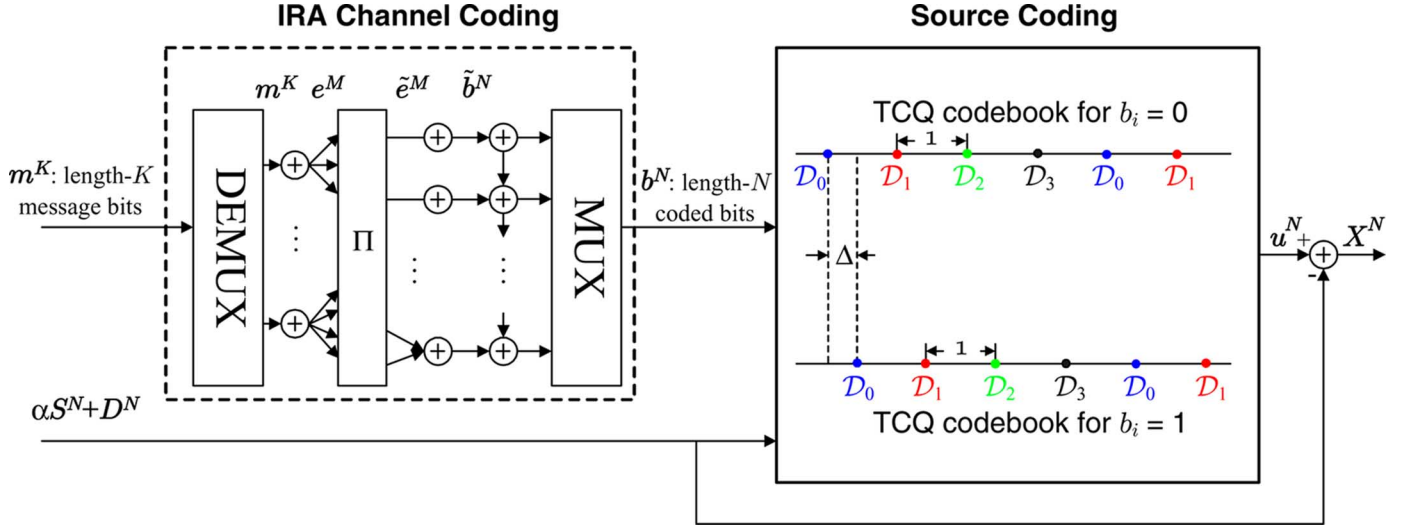 IRA Channel Coding
Source Coding
m^K e^M ẽ^M b̃^N
TCQ codebook for b_i = 0
1
D_0 D_1 D_2 D_3 D_0 D_1
m^K: length-K
message bits
DEMUX
Π
MUX
b^N: length-N
coded bits
Δ
u^N + X^N
-
1
D_0 D_1 D_2 D_3 D_0 D_1
αS^N+D^N
TCQ codebook for b_i = 1